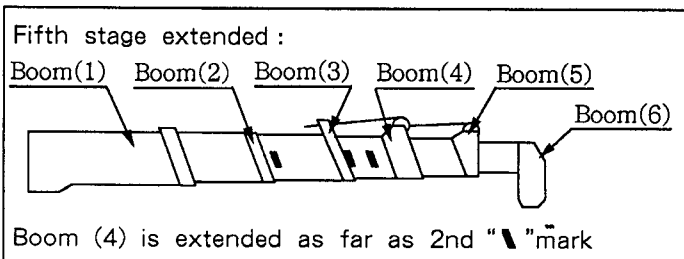 Fifth stage extended :
Boom(1) Boom(2) Boom(3) Boom(4) Boom(5)
Boom(6)
Boom (4) is extended as far as 2nd "\"mark